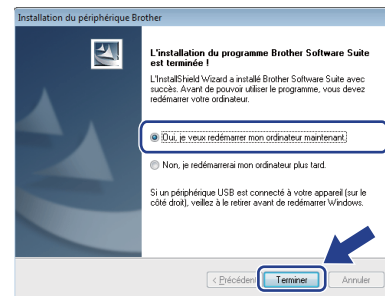 Installation du périphérique Brother
L'installation du programme Brother Software Suite
est terminée !
L'InstallShield Wizard a installé Brother Software Suite avec
succès. Avant de pouvoir utiliser le programme, vous devez
redémarrer votre ordinateur.
Oui, je veux redémarrer mon ordinateur maintenant.
Non, je redémarrerai mon ordinateur plus tard.
Si un périphérique USB est connecté à votre appareil (sur le
côté droit), veillez à le retirer avant de redémarrer Windows.
< Précédent Terminer Annuler